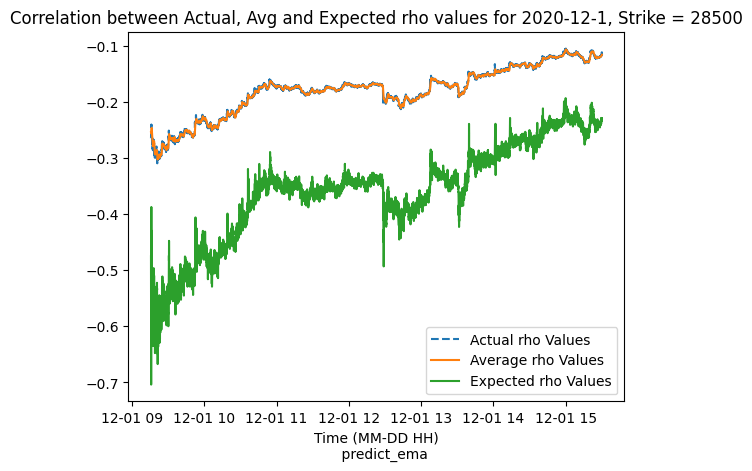 Correlation between Actual, Avg and Expected rho values for 2020-12-1, Strike = 28500
−0.1
−0.2
−0.3
−0.4
−0.5
−0.6
−0.7
Actual rho Values
Average rho Values
Expected rho Values
12-01 09 12-01 10 12-01 11 12-01 12 12-01 13 12-01 14 12-01 15
Time (MM-DD HH)
predict_ema